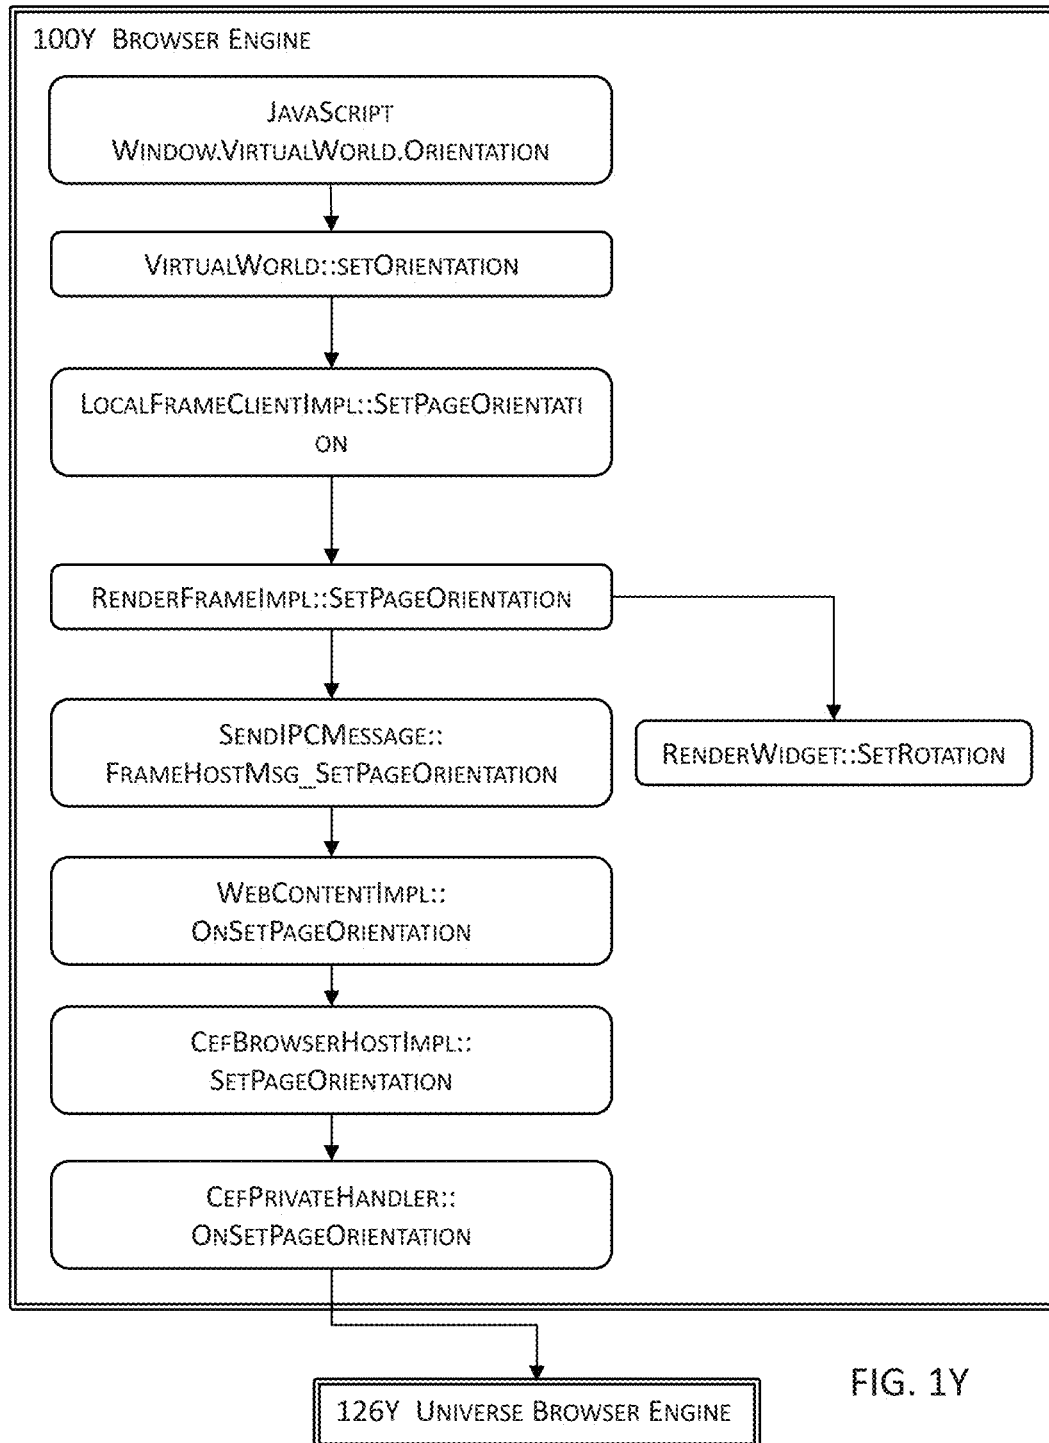 100Y BROWSER ENGINE
JAVASCRIPT
WINDOW.VIRTUALWORLD.ORIENTATION
VIRTUALWORLD::SETORIENTATION
LOCALFRAMECLIENTIMPL::SETPAGEORIENTATI
ON
RENDERFRAMEIMPL::SETPAGEORIENTATION
SENDIPCMESSAGE::
FRAMEHOSTMSG_SETPAGEORIENTATION
RENDERWIDGET::SETROTATION
WEBCONTENTIMPL::
ONSETPAGEORIENTATION
CEFBROWSERHOSTIMPL::
SETPAGEORIENTATION
CEFPRIVATEHANDLER::
ONSETPAGEORIENTATION
126Y UNIVERSE BROWSER ENGINE
FIG. 1Y